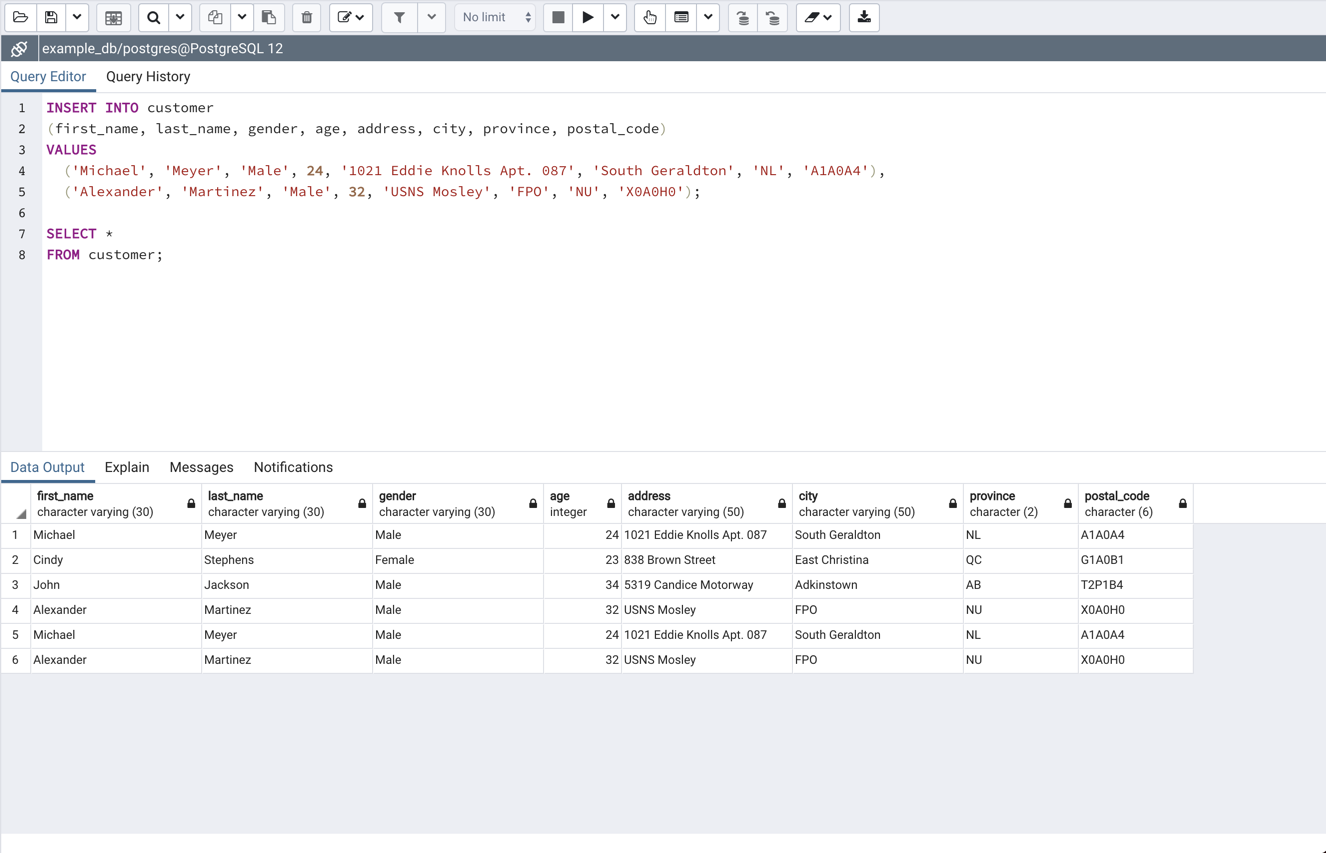 No limit
example_db/postgres@PostgreSQL 12
Query Editor Query History
1 INSERT INTO customer
2 (first_name, last_name, gender, age, address, city, province, postal_code)
3 VALUES
4 ('Michael', 'Meyer', 'Male', 24, '1021 Eddie Knolls Apt. 087', 'South Geraldton', 'NL', 'A1A0A4'),
5 ('Alexander', 'Martinez', 'Male', 32, 'USNS Mosley', 'FPO', 'NU', 'X0A0H0');
6
7 SELECT *
8 FROM customer;
Data Output Explain Messages Notifications
first_name last_name gender age address city province postal_code
character varying (30) character varying (30) character varying (30) integer character varying (50) character varying (50) character (2) character (6)
1 Michael Meyer Male 24 1021 Eddie Knolls Apt. 087 South Geraldton NL A1A0A4
2 Cindy Stephens Female 23 838 Brown Street East Christina QC G1A0B1
3 John Jackson Male 34 5319 Candice Motorway Adkinstown AB T2P1B4
4 Alexander Martinez Male 32 USNS Mosley FPO NU X0A0H0
5 Michael Meyer Male 24 1021 Eddie Knolls Apt. 087 South Geraldton NL A1A0A4
6 Alexander Martinez Male 32 USNS Mosley FPO NU X0A0H0